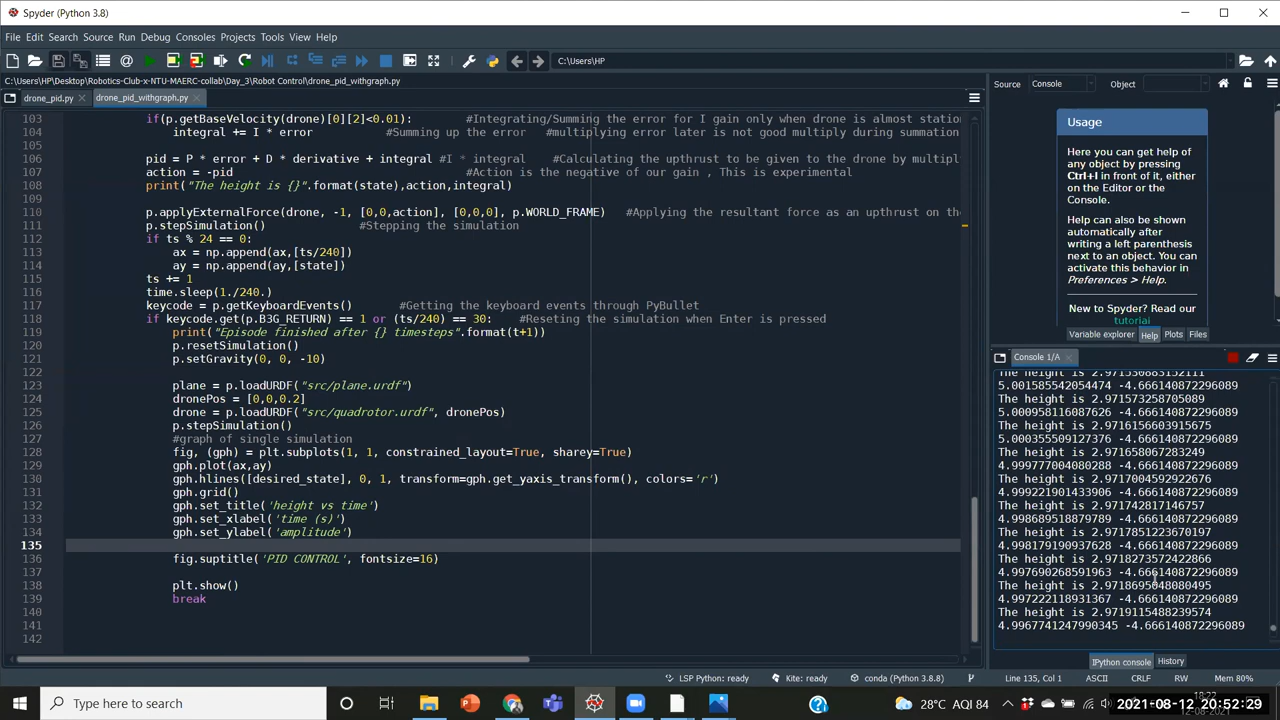 Spyder (Python 3.8)
File Edit Search Source Run Debug Consoles Projects Tools View Help
C:\Users\HP
C:\Users\HP\Desktop\Robotics-Club-x-NTU-MAERC-collab\Day_3\Robot Control\drone_pid_withgraph.py
drone_pid.py drone_pid_withgraph.py
103 if(p.getBaseVelocity(drone)[0][2]<0.01): #Integrating/Summing the error for I gain only when drone is almost station
104 integral += I * error #Summing up the error #multiplying error later is not good multiply during summation
105
106 pid = P * error + D * derivative + integral #I * integral #Calculating the upthrust to be given to the drone by multipl
107 action = -pid #Action is the negative of our gain , This is experimental
108 print("The height is {}".format(state),action,integral)
109
110 p.applyExternalForce(drone, -1, [0,0,action], [0,0,0], p.WORLD_FRAME) #Applying the resultant force as an upthrust on the
111 p.stepSimulation() #Stepping the simulation
112 if ts % 24 == 0:
113 ax = np.append(ax,[ts/240])
114 ay = np.append(ay,[state])
115 ts += 1
116 time.sleep(1./240.)
117 keycode = p.getKeyboardEvents() #Getting the keyboard events through PyBullet
118 if keycode.get(p.B3G_RETURN) == 1 or (ts/240) == 30: #Reseting the simulation when Enter is pressed
119 print("Episode finished after {} timesteps".format(t+1))
120 p.resetSimulation()
121 p.setGravity(0, 0, -10)
122
123 plane = p.loadURDF("src/plane.urdf")
124 dronePos = [0,0,0.2]
125 drone = p.loadURDF("src/quadrotor.urdf", dronePos)
126 p.stepSimulation()
127 #graph of single simulation
128 fig, (gph) = plt.subplots(1, 1, constrained_layout=True, sharey=True)
129 gph.plot(ax,ay)
130 gph.hlines([desired_state], 0, 1, transform=gph.get_yaxis_transform(), colors='r')
131 gph.grid()
132 gph.set_title('height vs time')
133 gph.set_xlabel('time (s)')
134 gph.set_ylabel('amplitude')
135
136 fig.suptitle('PID CONTROL', fontsize=16)
137
138 plt.show()
139 break
140
141
142
Source Console Object
Usage
Here you can get help of
any object by pressing
Ctrl+I in front of it, either
on the Editor or the
Console.
Help can also be shown
automatically after
writing a left parenthesis
next to an object. You can
activate this behavior in
Preferences > Help.
New to Spyder? Read our
tutorial
Variable explorer Help Plots Files
Console 1/A
The height is
5.001585542054474 -4.666140872296089
The height is 2.971573258705089
5.000958116087626 -4.666140872296089
The height is 2.9716156603915675
5.000355509127376 -4.666140872296089
The height is 2.971658067283249
4.999777004080288 -4.666140872296089
The height is 2.9717004592922676
4.999221901433906 -4.666140872296089
The height is 2.971742817146757
4.998689518879789 -4.666140872296089
The height is 2.9717851223670197
4.998179190937628 -4.666140872296089
The height is 2.9718273572422866
4.997690268591963 -4.666140872296089
The height is 2.9718695048080495
4.997222118931367 -4.666140872296089
The height is 2.9719115488239574
4.9967741247990345 -4.666140872296089
IPython console History
LSP Python: ready Kite: ready conda (Python 3.8.8) Line 135, Col 1 ASCII CRLF RW Mem 80%
Type here to search
28°C AQI 84
18:22
12-08-2021
2021-08-12 20:52:29